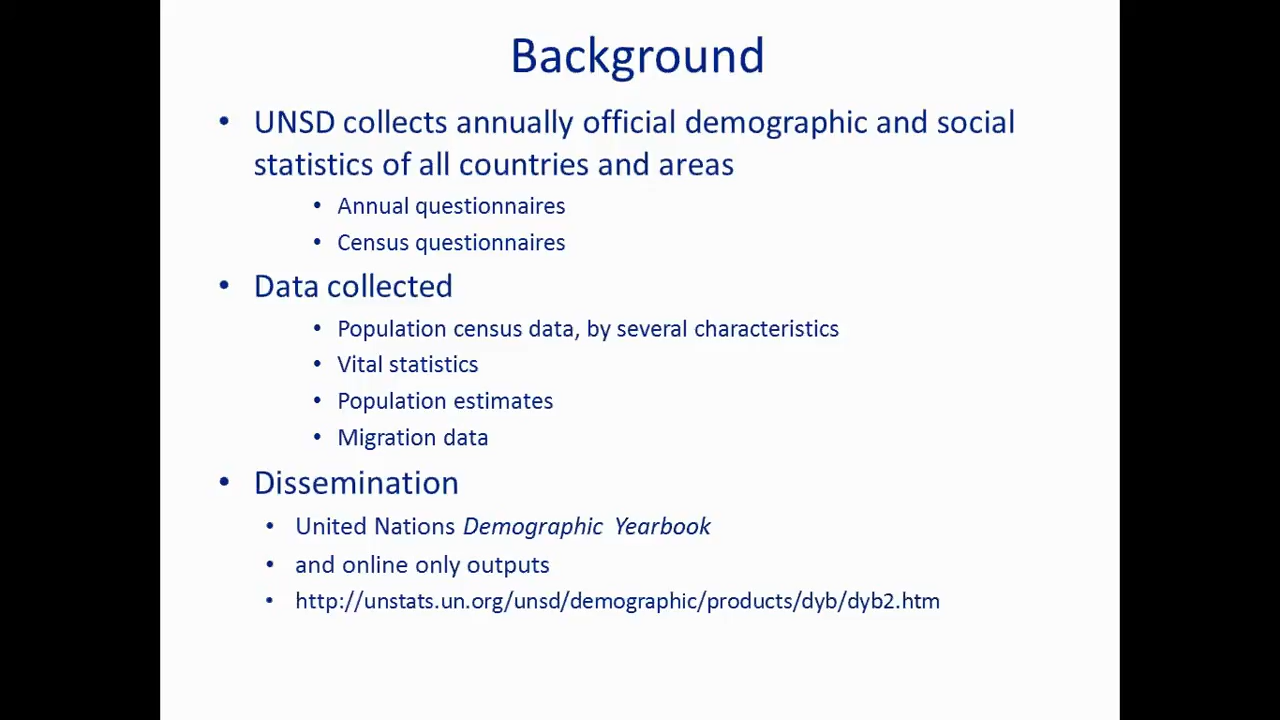 Background
• UNSD collects annually official demographic and social
statistics of all countries and areas
• Annual questionnaires
• Census questionnaires
• Data collected
• Population census data, by several characteristics
• Vital statistics
• Population estimates
• Migration data
• Dissemination
• United Nations Demographic Yearbook
• and online only outputs
• http://unstats.un.org/unsd/demographic/products/dyb/dyb2.htm